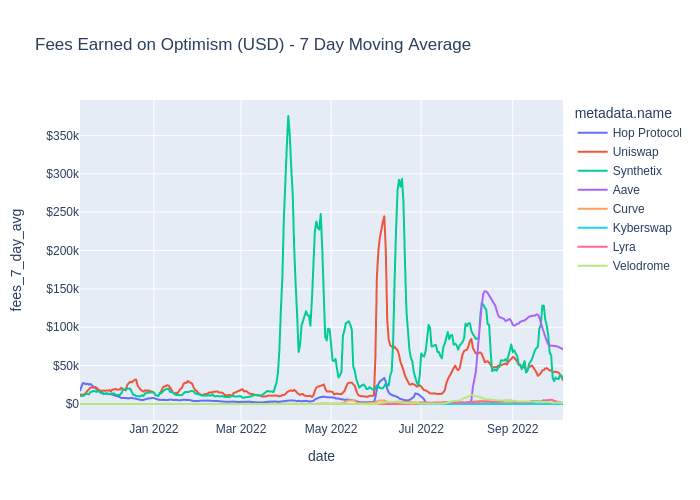 Fees Earned on Optimism (USD) - 7 Day Moving Average
metadata.name
Hop Protocol
Uniswap
Synthetix
Aave
Curve
Kyberswap
Lyra
Velodrome
fees_7_day_avg
$350k
$300k
$250k
$200k
$150k
$100k
$50k
$0
Jan 2022 Mar 2022 May 2022 Jul 2022 Sep 2022
date